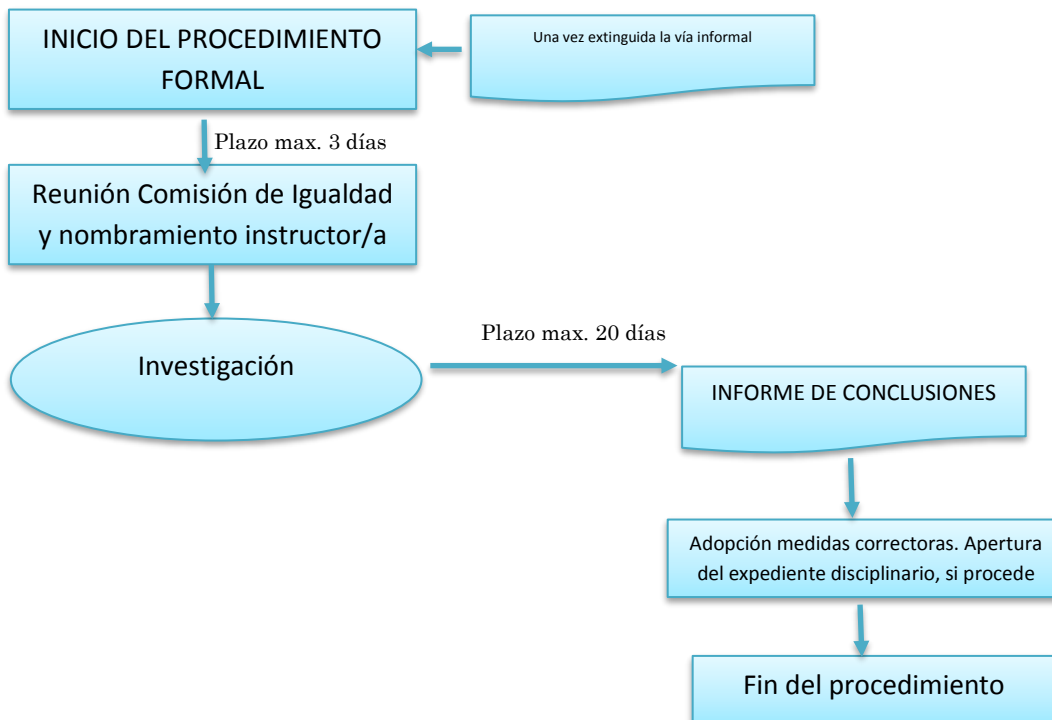 INICIO DEL PROCEDIMIENTO
FORMAL
Una vez extinguida la vía informal
Plazo max. 3 días
Reunión Comisión de Igualdad
y nombramiento instructor/a
Investigación
Plazo max. 20 días
INFORME DE CONCLUSIONES
Adopción medidas correctoras. Apertura
del expediente disciplinario, si procede
Fin del procedimiento